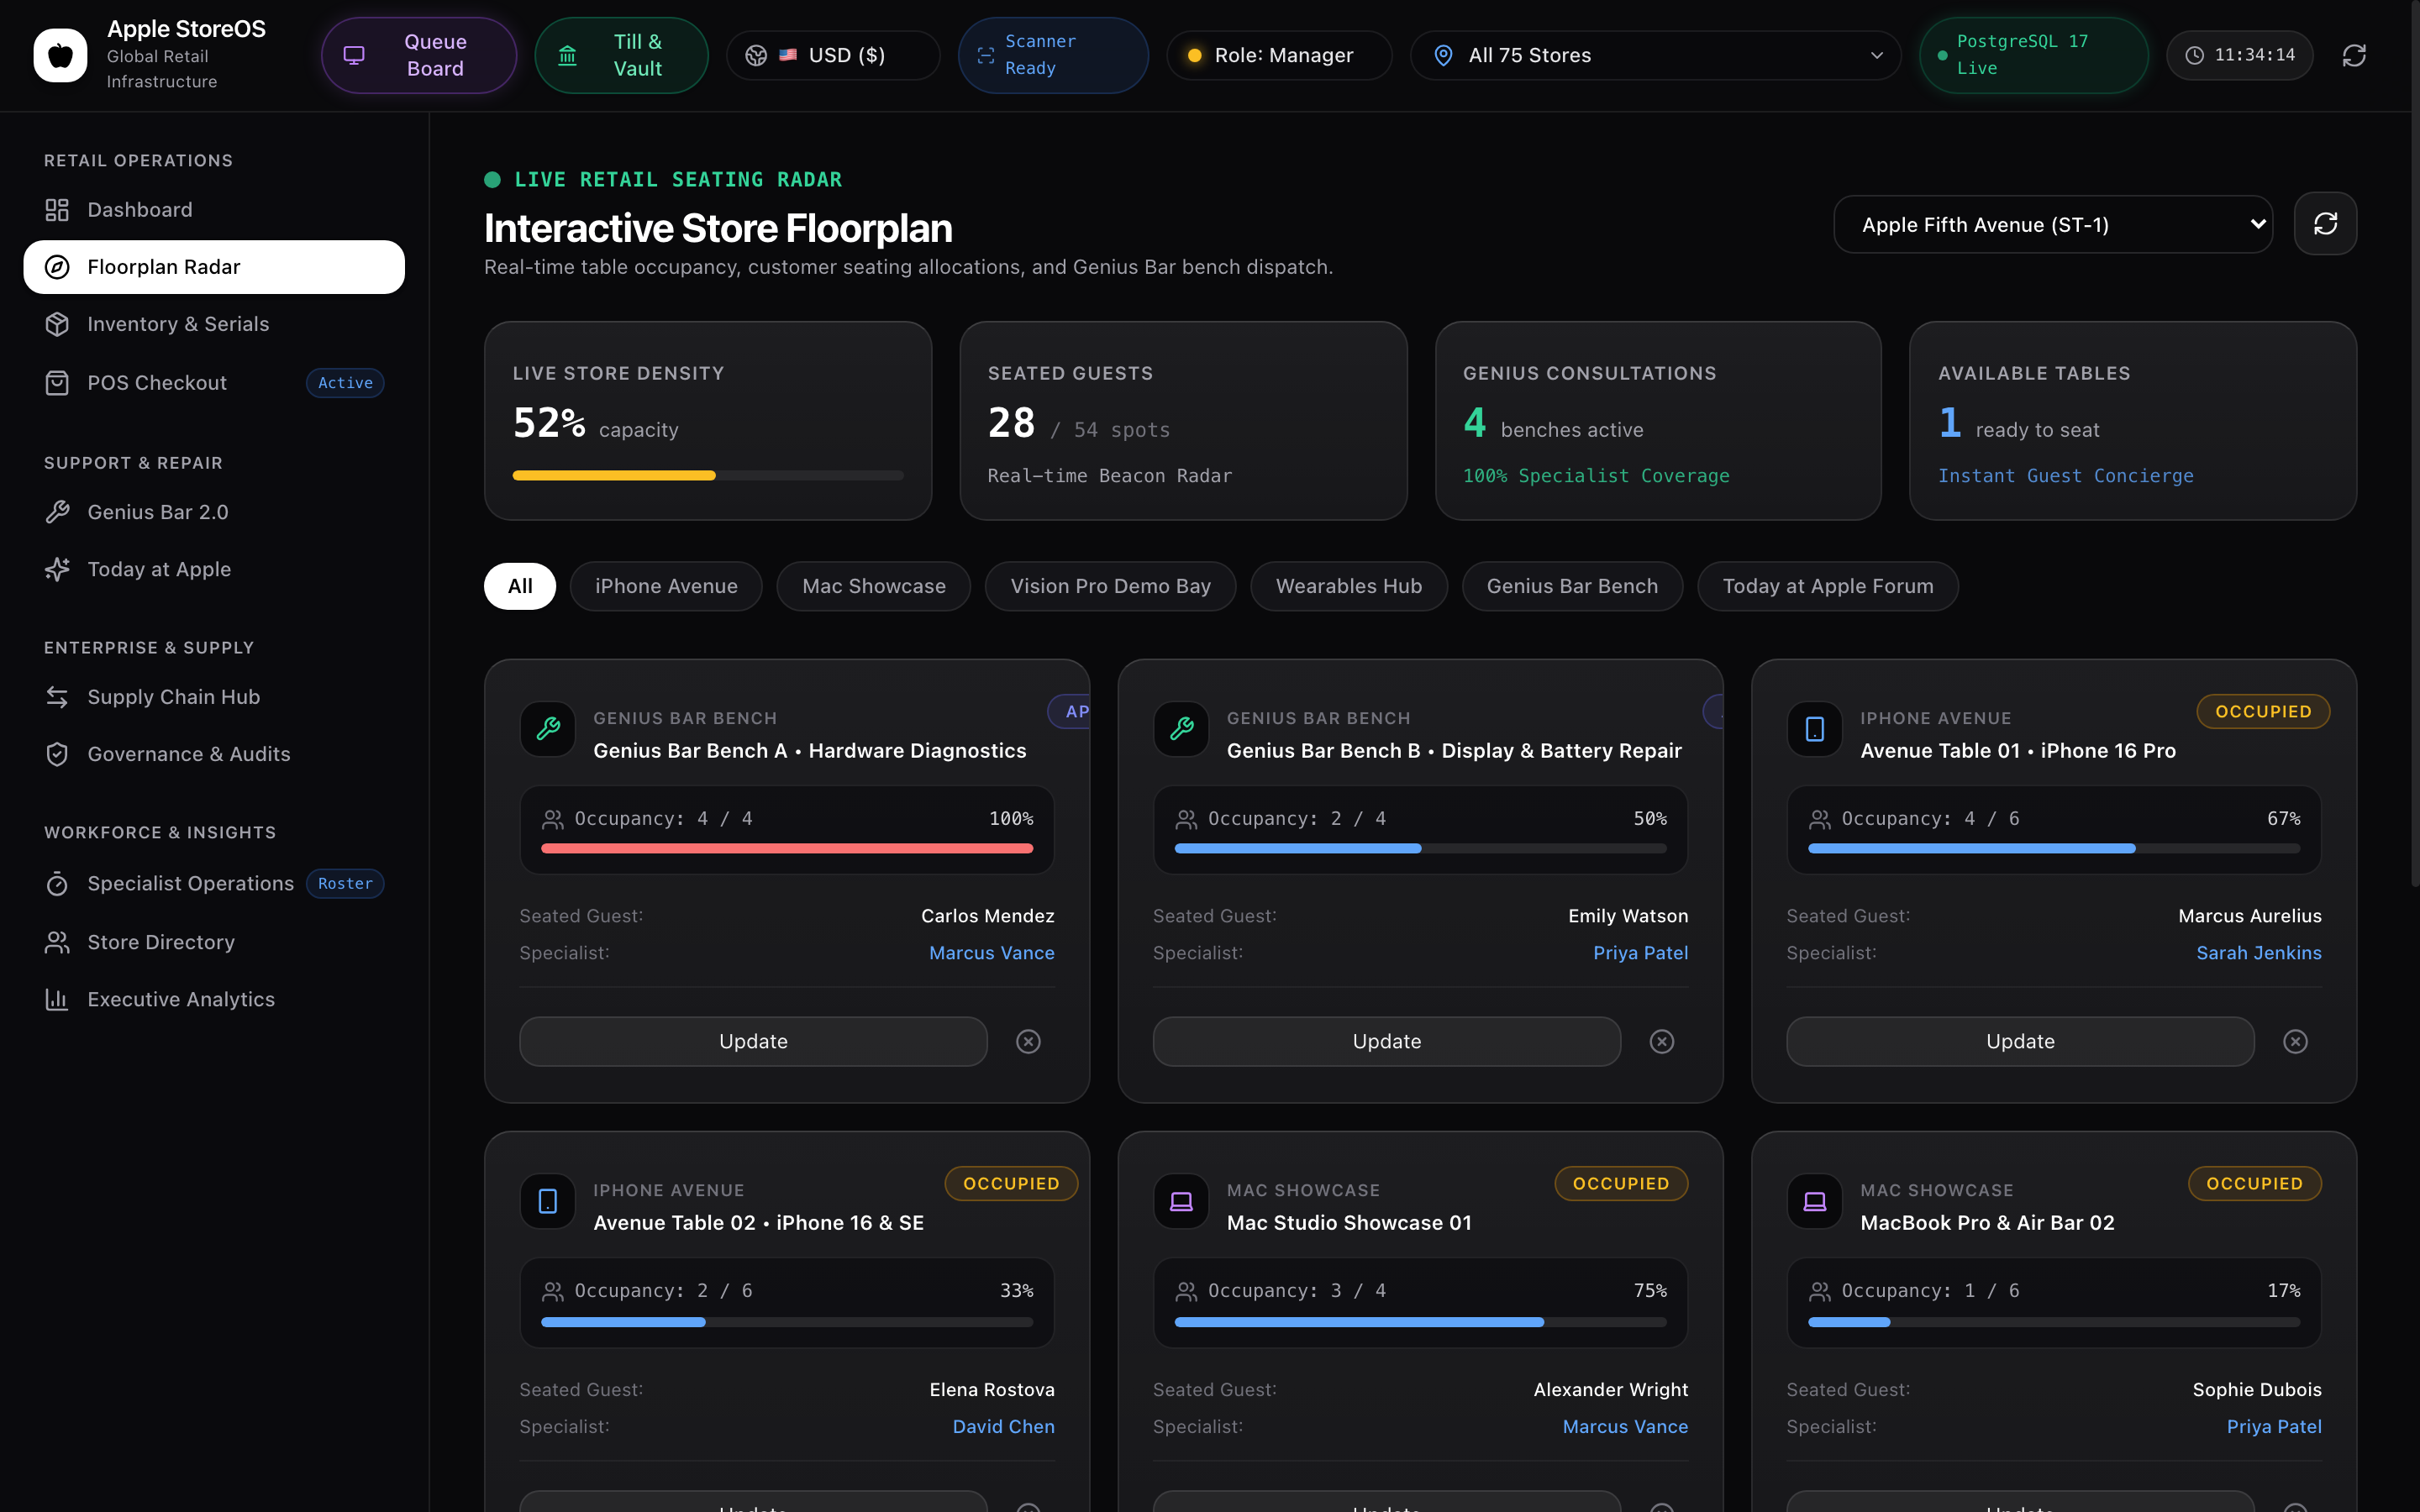 Apple StoreOS
Global Retail
Infrastructure
Queue
Board
Till &
Vault
USD ($)
Scanner
Ready
Role: Manager
All 75 Stores
PostgreSQL 17
Live
11:34:14
RETAIL OPERATIONS
Dashboard
Floorplan Radar
Inventory & Serials
POS Checkout
Active
SUPPORT & REPAIR
Genius Bar 2.0
Today at Apple
ENTERPRISE & SUPPLY
Supply Chain Hub
Governance & Audits
WORKFORCE & INSIGHTS
Specialist Operations
Roster
Store Directory
Executive Analytics
LIVE RETAIL SEATING RADAR
Interactive Store Floorplan
Real-time table occupancy, customer seating allocations, and Genius Bar bench dispatch.
Apple Fifth Avenue (ST-1)
LIVE STORE DENSITY
52% capacity
SEATED GUESTS
28 / 54 spots
Real-time Beacon Radar
GENIUS CONSULTATIONS
4 benches active
100% Specialist Coverage
AVAILABLE TABLES
1 ready to seat
Instant Guest Concierge
All
iPhone Avenue
Mac Showcase
Vision Pro Demo Bay
Wearables Hub
Genius Bar Bench
Today at Apple Forum
GENIUS BAR BENCH
AP
Genius Bar Bench A • Hardware Diagnostics
Occupancy: 4 / 4 100%
Seated Guest: Carlos Mendez
Specialist: Marcus Vance
Update
GENIUS BAR BENCH
Genius Bar Bench B • Display & Battery Repair
Occupancy: 2 / 4 50%
Seated Guest: Emily Watson
Specialist: Priya Patel
Update
IPHONE AVENUE
OCCUPIED
Avenue Table 01 • iPhone 16 Pro
Occupancy: 4 / 6 67%
Seated Guest: Marcus Aurelius
Specialist: Sarah Jenkins
Update
IPHONE AVENUE
OCCUPIED
Avenue Table 02 • iPhone 16 & SE
Occupancy: 2 / 6 33%
Seated Guest: Elena Rostova
Specialist: David Chen
Update
MAC SHOWCASE
OCCUPIED
Mac Studio Showcase 01
Occupancy: 3 / 4 75%
Seated Guest: Alexander Wright
Specialist: Marcus Vance
Update
MAC SHOWCASE
OCCUPIED
MacBook Pro & Air Bar 02
Occupancy: 1 / 6 17%
Seated Guest: Sophie Dubois
Specialist: Priya Patel
Update